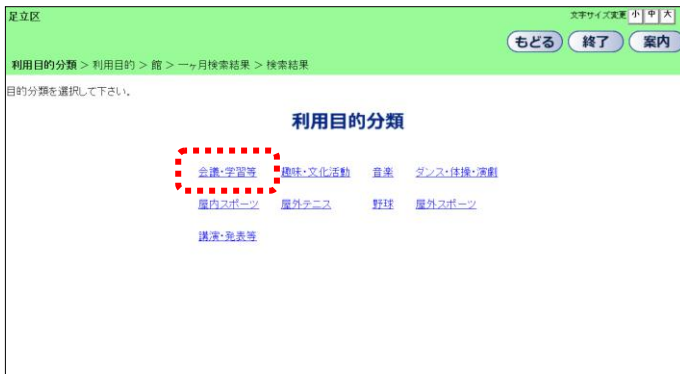 足立区 文字サイズ変更 小 中 大
もどる 終了 案内
利用目的分類 > 利用目的 > 館 > 一ヶ月検索結果 > 検索結果
目的分類を選択して下さい。
利用目的分類
会議・学習等 趣味・文化活動 音楽 ダンス・体操・演劇
屋内スポーツ 屋外テニス 野球 屋外スポーツ
講演・発表等